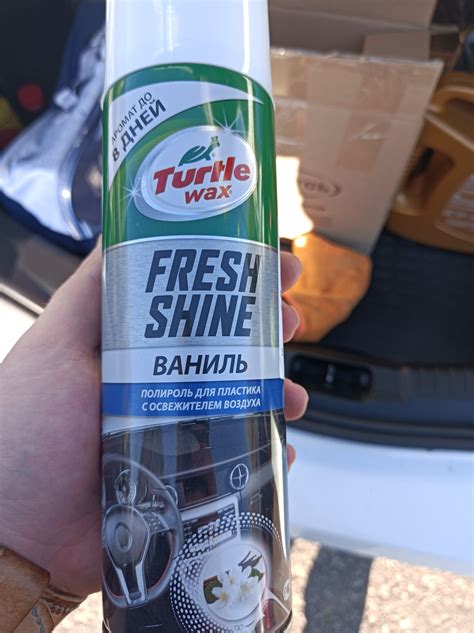 АРОМАТ ДО
8 ДНЕЙ
Turtle
wax
FRESH
SHINE
ВАНИЛЬ
ПОЛИРОЛЬ ДЛЯ ПЛАСТИКА
С ОСВЕЖИТЕЛЕМ ВОЗДУХА